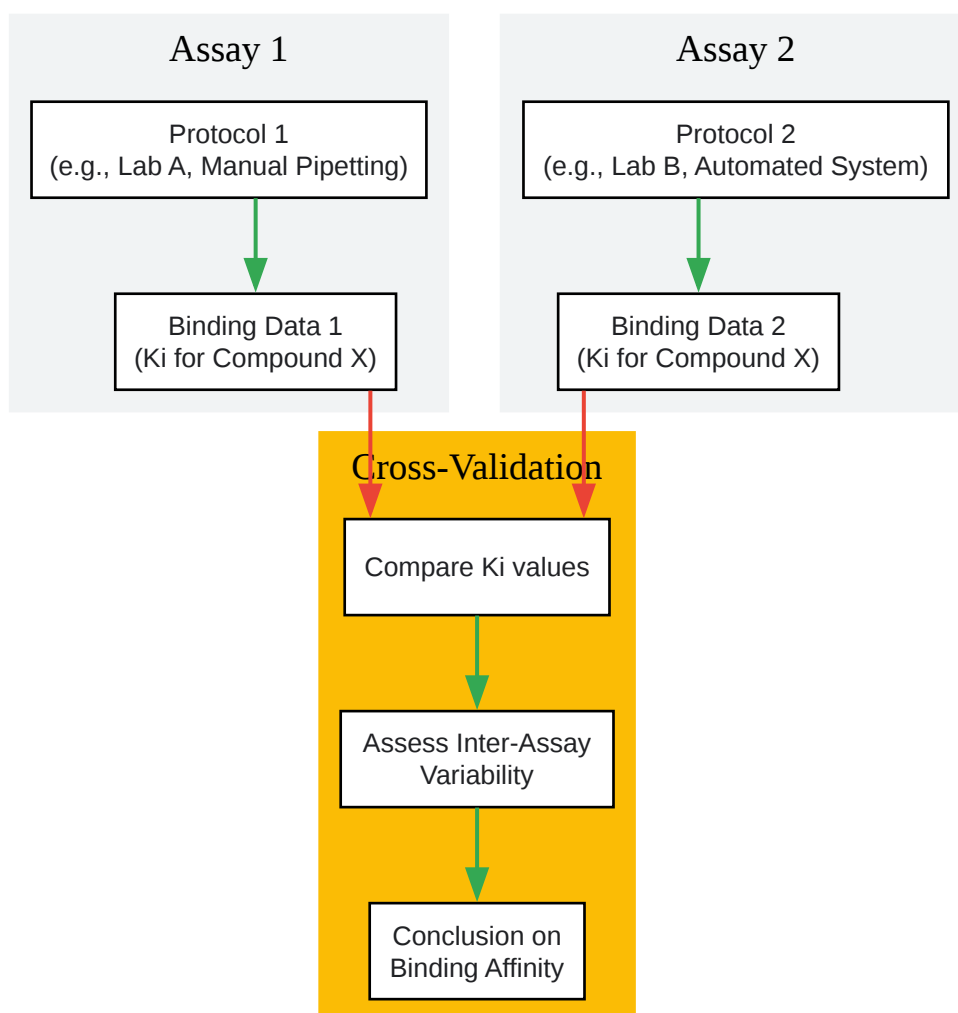 Assay 1
Protocol 1
(e.g., Lab A, Manual Pipetting)
Binding Data 1
(Ki for Compound X)
Assay 2
Protocol 2
(e.g., Lab B, Automated System)
Binding Data 2
(Ki for Compound X)
Cross-Validation
Compare Ki values
Assess Inter-Assay
Variability
Conclusion on
Binding Affinity